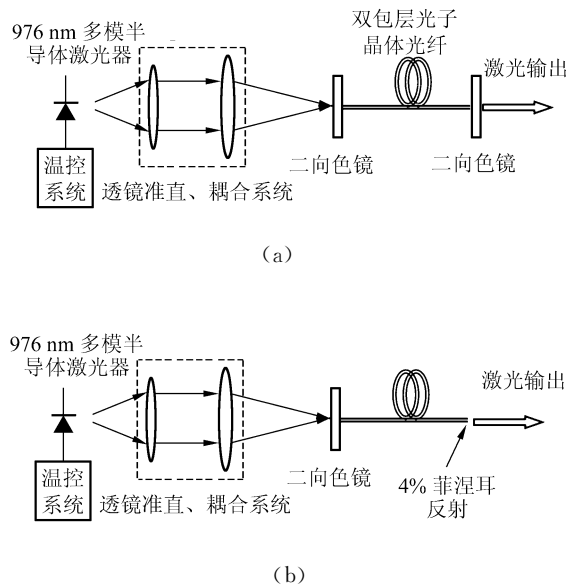 976 nm 多模半
导体激光器
双包层光子
晶体光纤
激光输出
温控
系统
透镜准直、耦合系统
二向色镜
二向色镜
(a)
976 nm 多模半
导体激光器
激光输出
温控
系统
透镜准直、耦合系统
二向色镜
4% 菲涅耳
反射
(b)